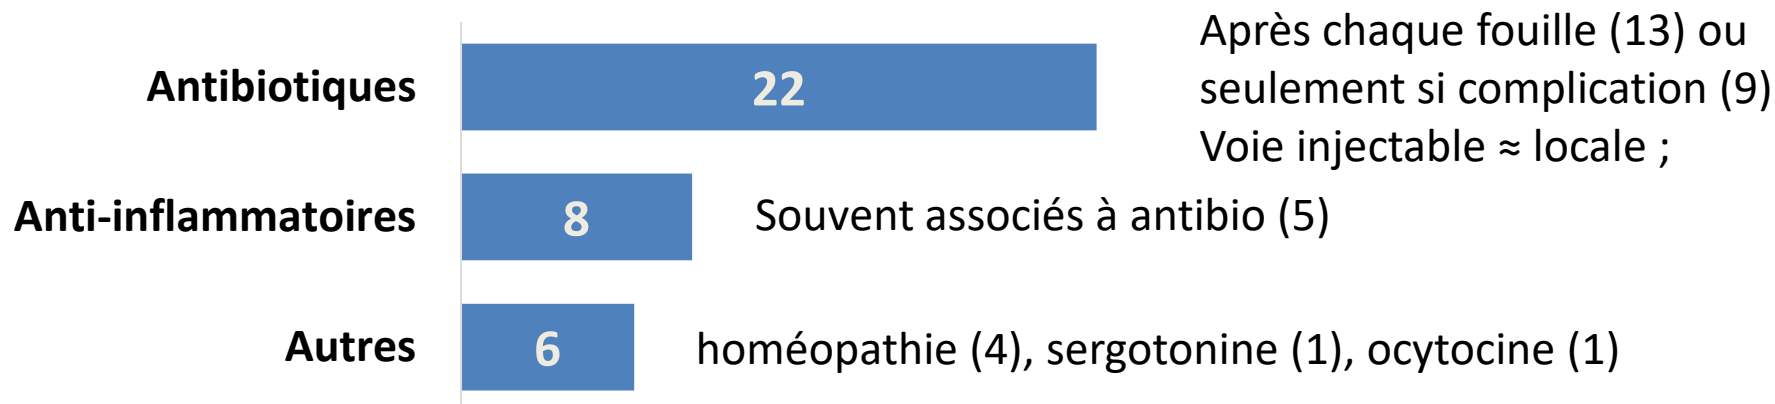 Antibiotiques
22
Après chaque fouille (13) ou
seulement si complication (9)
Voie injectable ≈ locale ;
Anti-inflammatoires
8
Souvent associés à antibio (5)
Autres
6
homéopathie (4), sergotonine (1), ocytocine (1)